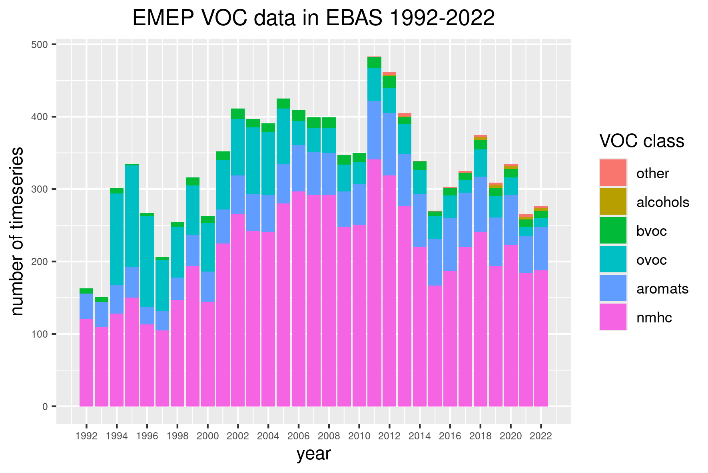 EMEP VOC data in EBAS 1992-2022
500
400
300
200
100
0
number of timeseries
1992 1994 1996 1998 2000 2002 2004 2006 2008 2010 2012 2014 2016 2018 2020 2022
year
VOC class
other
alcohols
bvoc
ovoc
aromats
nmhc